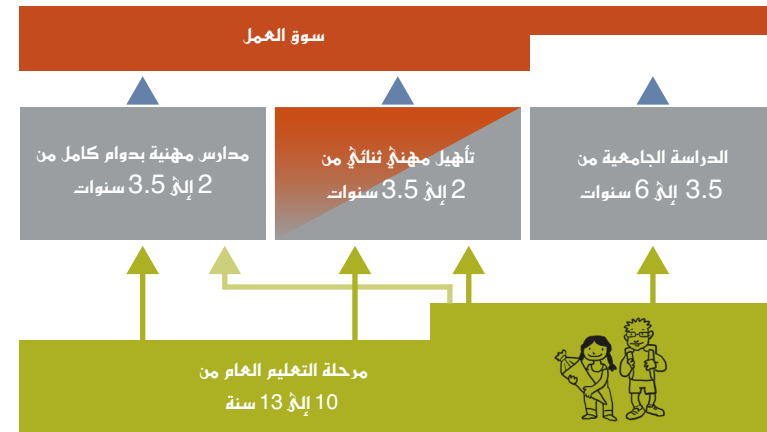 سوق العمل
الدراسة الجامعية من
3.5 إلى 6 سنوات
تأهيل مهني ثنائي من
2 إلى 3.5 سنوات
مدارس مهنية بدوام كامل من
2 إلى 3.5 سنوات
مرحلة التعليم العام من
10 إلى 13 سنة